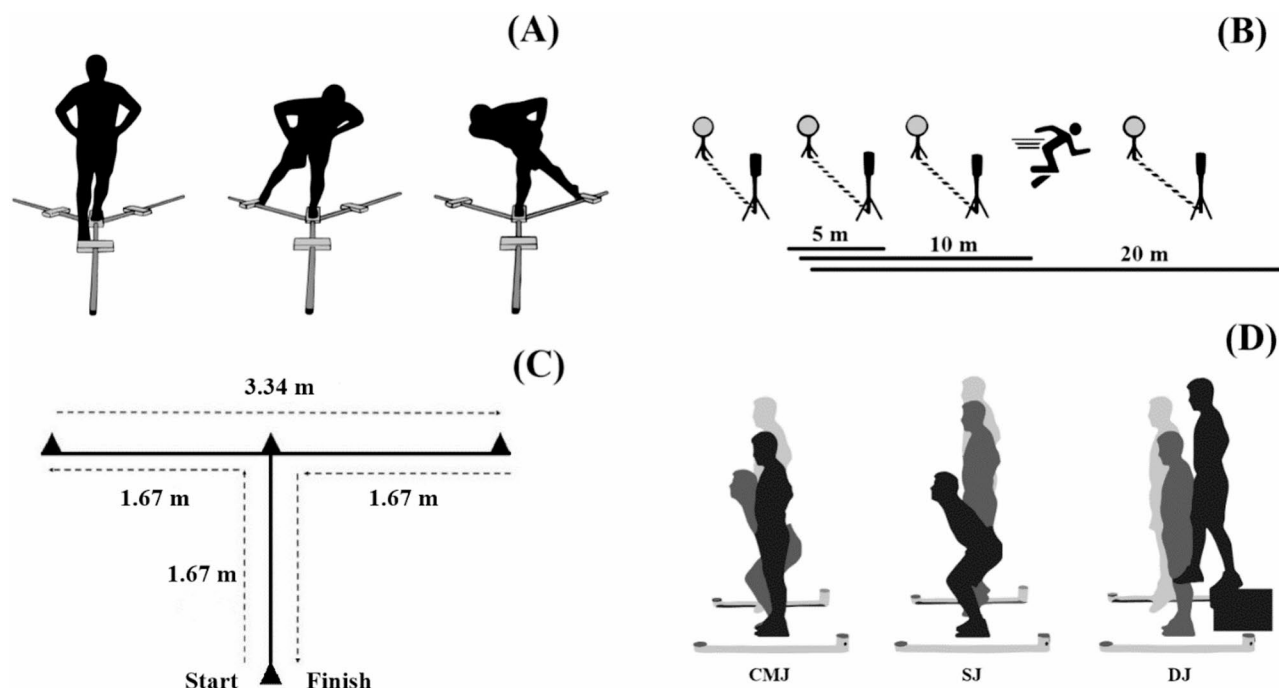 (A)
(B)
5 m
10 m
20 m
(C)
3.34 m
1.67 m 1.67 m
1.67 m
Start Finish
(D)
CMJ SJ DJ